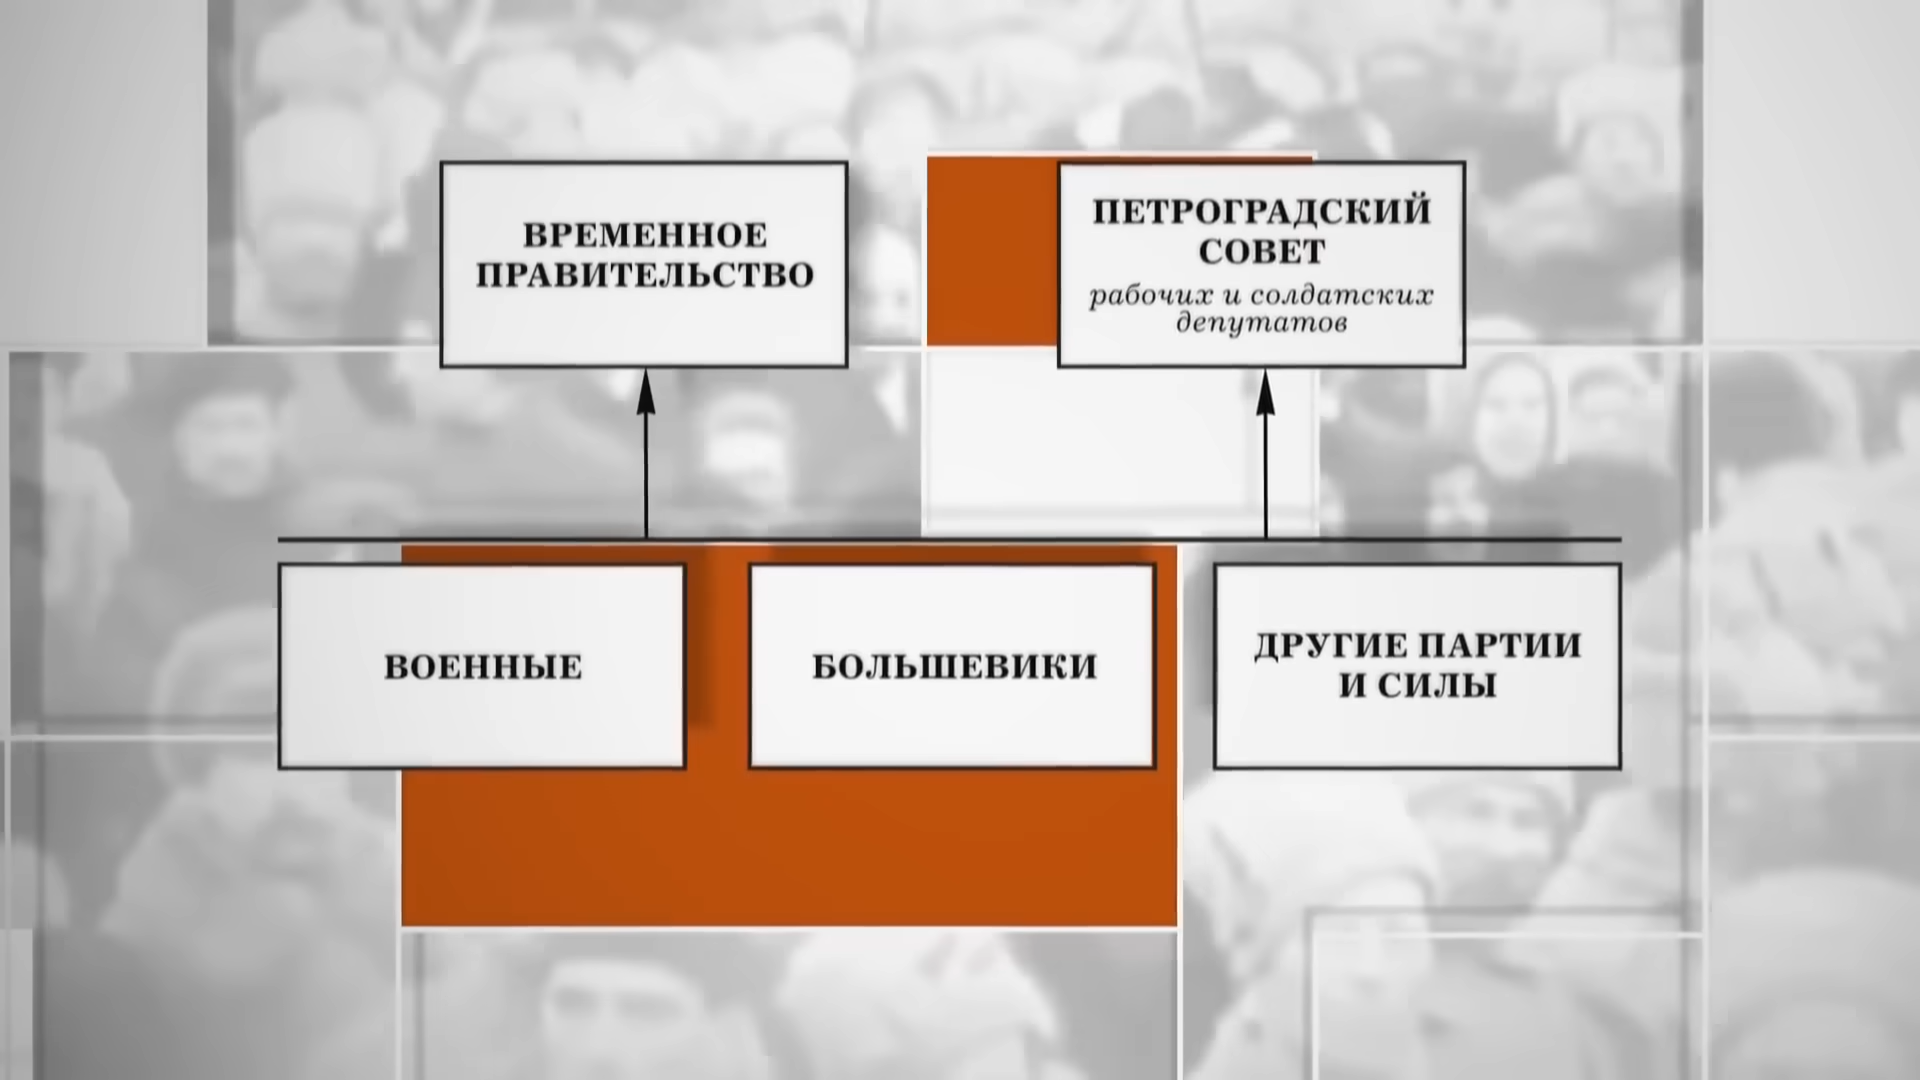 ВРЕМЕННОЕ
ПРАВИТЕЛЬСТВО
ПЕТРОГРАДСКИЙ
СОВЕТ
рабочих и солдатских
депутатов
ВОЕННЫЕ
БОЛЬШЕВИКИ
ДРУГИЕ ПАРТИИ
И СИЛЫ